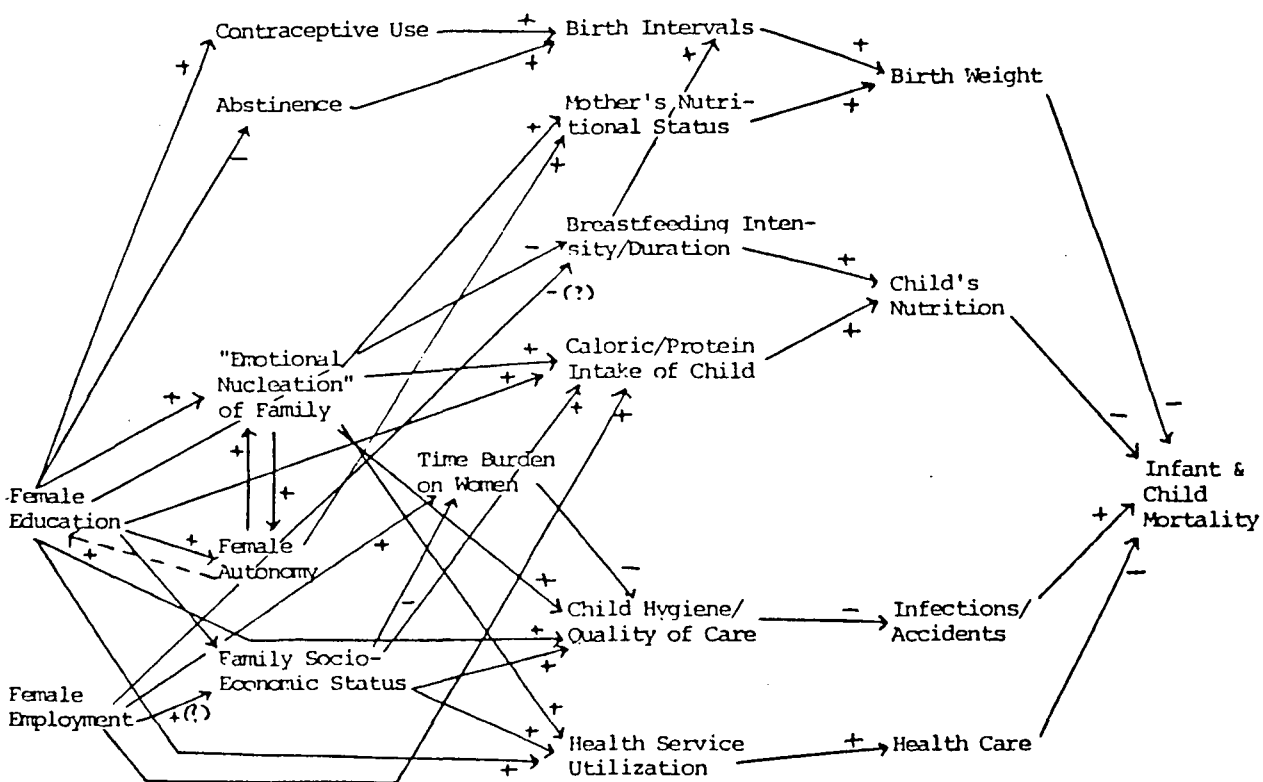 Contraceptive Use
+
Birth Intervals
+
+
+
+
Birth Weight
Abstinence
Mother's Nutri-
tional Status
+
+
+
-
Breastfeeding Inten-
sity/Duration
-
+
-(?)
Child's
Nutrition
"Emotional
Nucleation"
of Family
+
+
Caloric/Protein
Intake of Child
+
+
+
+
-
-
Time Burden
on Women
+
+
Female
Education
+
+
Female
Autonomy
+
+
-
-
+
Infant &
Child
Mortality
-
Child Hygiene/
Quality of Care
-
Infections/
Accidents
+
+
Family Socio-
Economic Status
Female
Employment
+(?)
+
+
+
Health Service
Utilization
+
Health Care